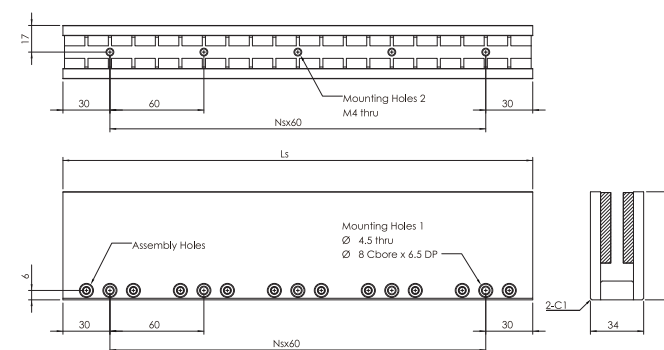 17
30
60
30
Mounting Holes 2
M4 thru
Nsx60
Ls
Mounting Holes 1
Ø 4.5 thru
Ø 8 Cbore x 6.5 DP
Assembly Holes
6
30
60
30
2-C1
34
Nsx60